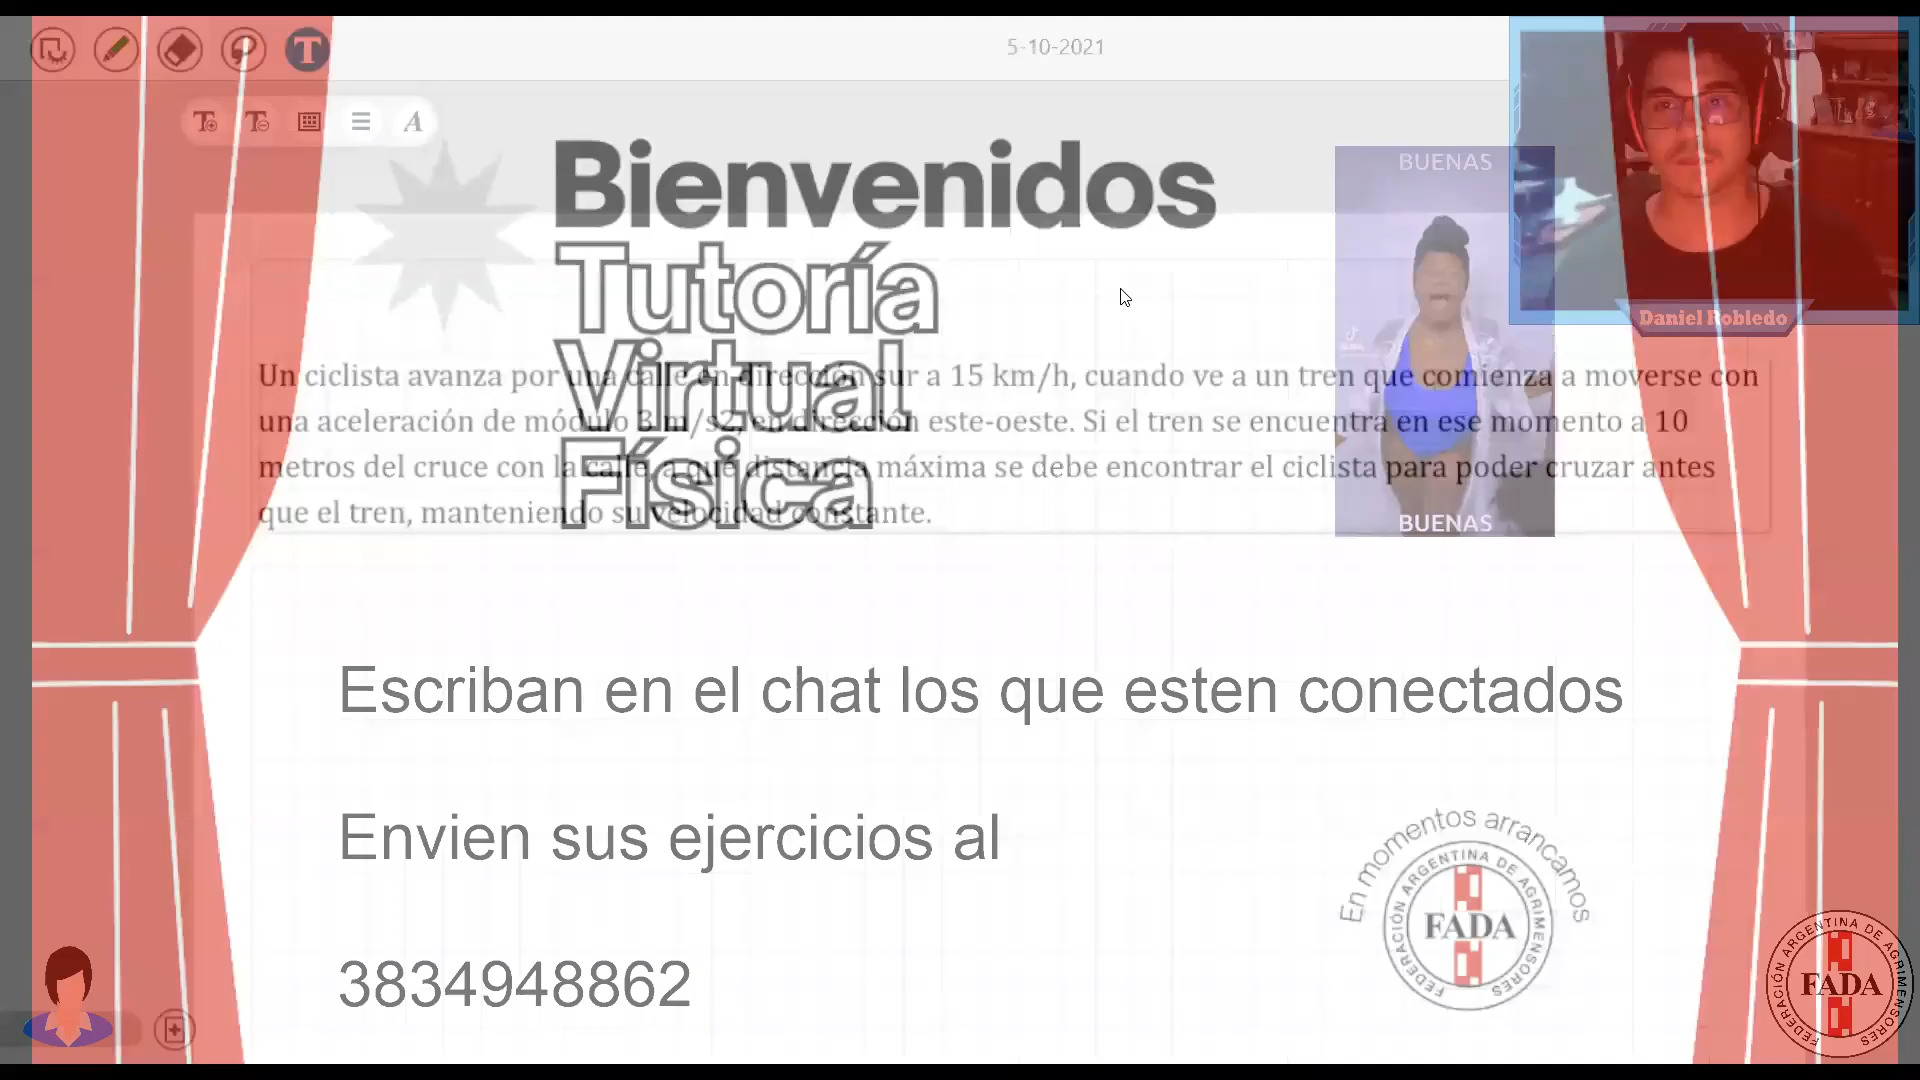 5-10-2021
BUENAS
Bienvenidos
Tutoría
Virtual
Física
Daniel Robledo
Un ciclista avanza por una calle en dirección sur a 15 km/h, cuando ve a un tren que comienza a moverse con
una aceleración de módulo 3 m/s2, en dirección este-oeste. Si el tren se encuentra en ese momento a 10
metros del cruce con la calle, a qué distancia máxima se debe encontrar el ciclista para poder cruzar antes
que el tren, manteniendo su velocidad constante.
BUENAS
Escriban en el chat los que esten conectados
Envien sus ejercicios al
3834948862
En momentos arrancamos
FEDERACIÓN ARGENTINA DE AGRIMENSORES
FADA
FEDERACIÓN ARGENTINA DE AGRIMENSORES
FADA